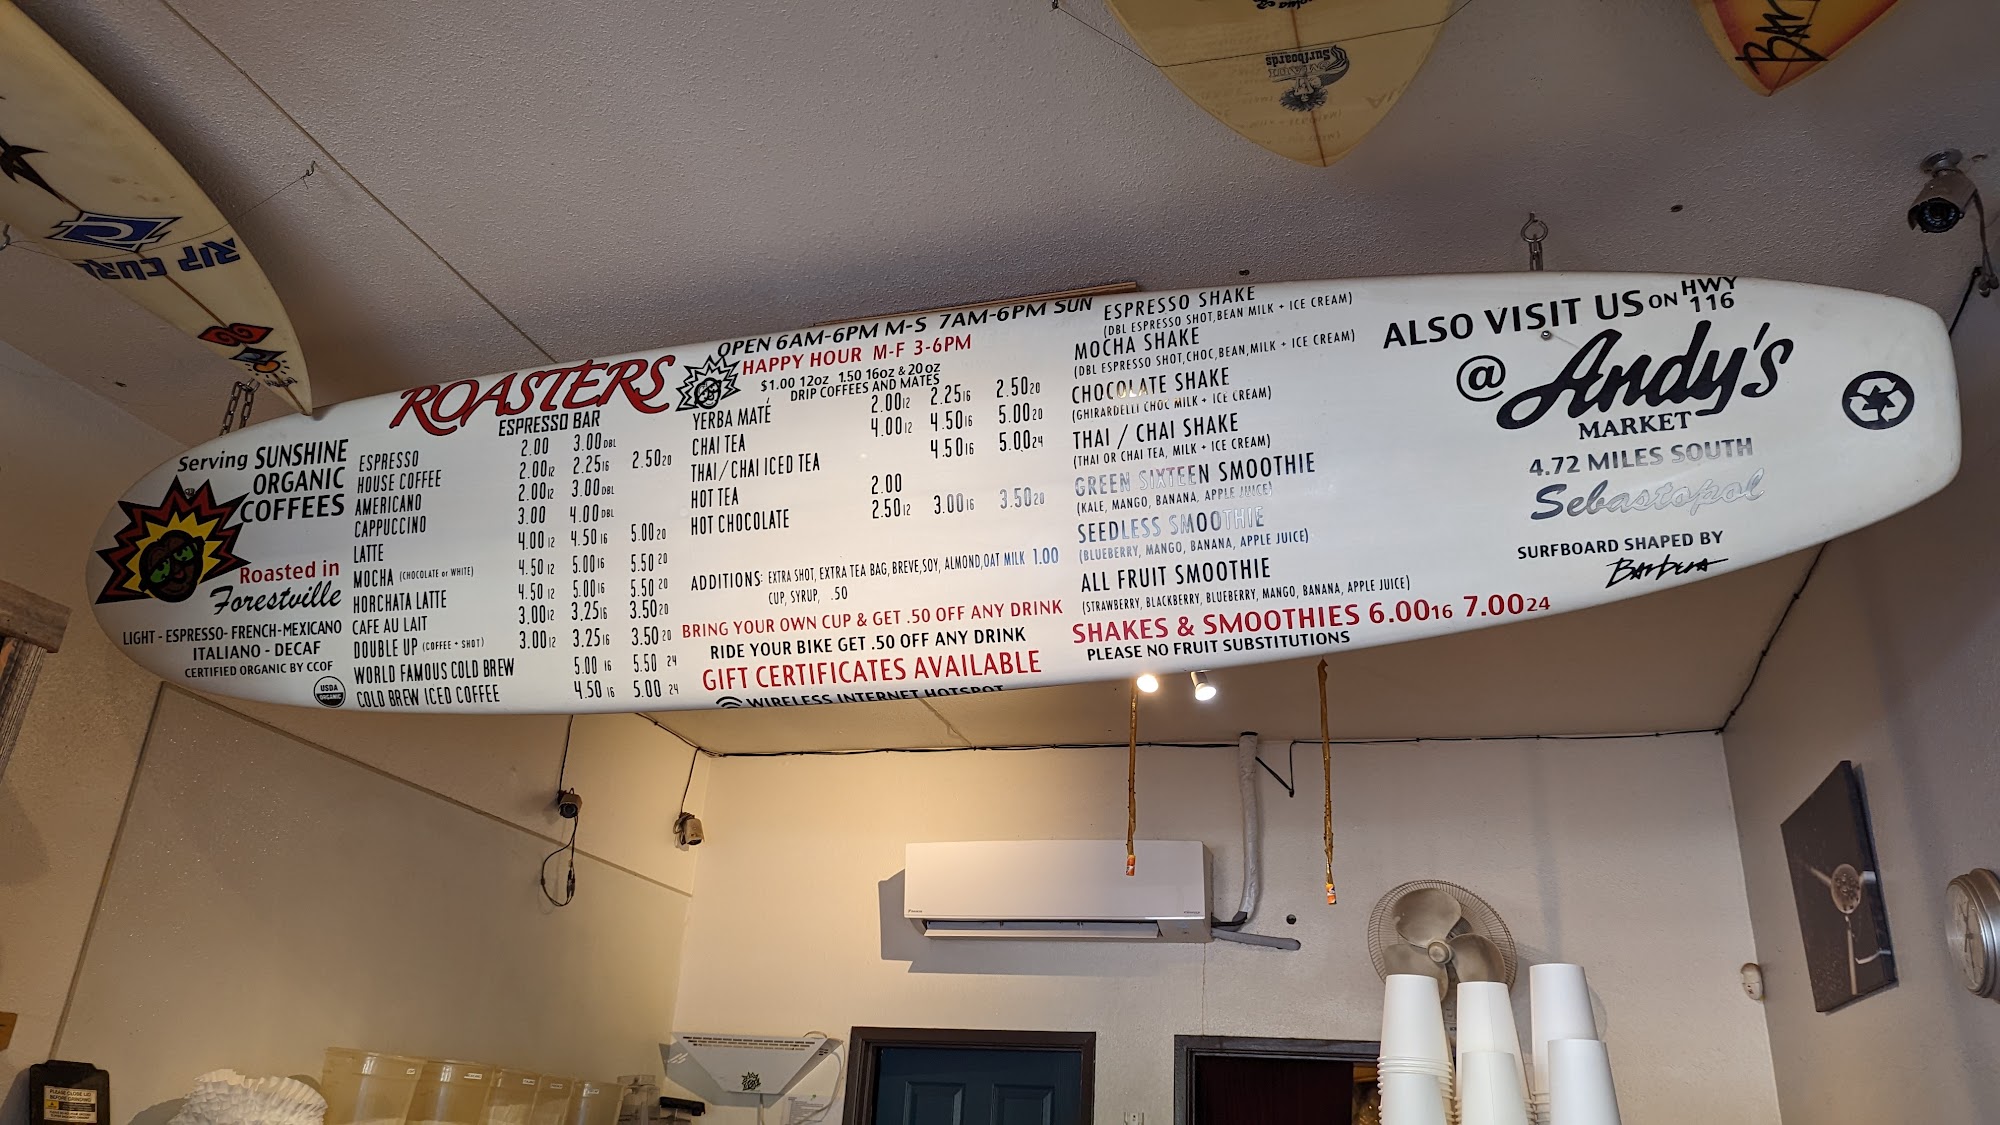 Serving SUNSHINE
ORGANIC
COFFEES
Roasted in
Forestville
LIGHT - ESPRESSO- FRENCH-MEXICANO
ITALIANO - DECAF
CERTIFIED ORGANIC BY CCOF
USDA
ORGANIC
ROASTERS
ESPRESSO BAR
ESPRESSO 2.00 3.00 DBL
HOUSE COFFEE 2.00 12 2.25 16 2.50 20
AMERICANO 2.00 12 3.00 DBL
CAPPUCCINO 3.00 4.00 DBL
LATTE 4.00 12 4.50 16 5.00 20
MOCHA (CHOCOLATE or WHITE) 4.50 12 5.00 16 5.50 20
HORCHATA LATTE 4.50 12 5.00 16 5.50 20
CAFE AU LAIT 3.00 12 3.25 16 3.50 20
DOUBLE UP (COFFEE + SHOT) 3.00 12 3.25 16 3.50 20
WORLD FAMOUS COLD BREW 5.00 16 5.50 24
COLD BREW ICED COFFEE 4.50 16 5.00 24
OPEN 6AM-6PM M-S 7AM-6PM SUN
HAPPY HOUR M-F 3-6PM
$1.00 12oz 1.50 16oz & 20oz
DRIP COFFEES AND MATES
YERBA MATÉ 2.00 12 2.25 16 2.50 20
CHAI TEA 4.00 12 4.50 16 5.00 20
THAI / CHAI ICED TEA 4.50 16 5.00 24
HOT TEA 2.00
HOT CHOCOLATE 2.50 12 3.00 16 3.50 20
ADDITIONS: EXTRA SHOT, EXTRA TEA BAG, BREVE, SOY, ALMOND, OAT MILK 1.00
CUP, SYRUP, .50
BRING YOUR OWN CUP & GET .50 OFF ANY DRINK
RIDE YOUR BIKE GET .50 OFF ANY DRINK
GIFT CERTIFICATES AVAILABLE
WIRELESS INTERNET HOTSPOT
ESPRESSO SHAKE
(DBL ESPRESSO SHOT, BEAN MILK + ICE CREAM)
MOCHA SHAKE
(DBL ESPRESSO SHOT, CHOC, BEAN, MILK + ICE CREAM)
CHOCOLATE SHAKE
(GHIRARDELLI CHOC MILK + ICE CREAM)
THAI / CHAI SHAKE
(THAI OR CHAI TEA, MILK + ICE CREAM)
GREEN SIXTEEN SMOOTHIE
(KALE, MANGO, BANANA, APPLE JUICE)
SEEDLESS SMOOTHIE
(BLUEBERRY, MANGO, BANANA, APPLE JUICE)
ALL FRUIT SMOOTHIE
(STRAWBERRY, BLACKBERRY, BLUEBERRY, MANGO, BANANA, APPLE JUICE)
SHAKES & SMOOTHIES 6.00 16 7.00 24
PLEASE NO FRUIT SUBSTITUTIONS
ALSO VISIT US ON HWY 116
@ Andy's
MARKET
4.72 MILES SOUTH
Sebastopol
SURFBOARD SHAPED BY
Barbera
RIP CURL
Surfboards
PLEASE CLOSE LID
BEFORE GRINDING!